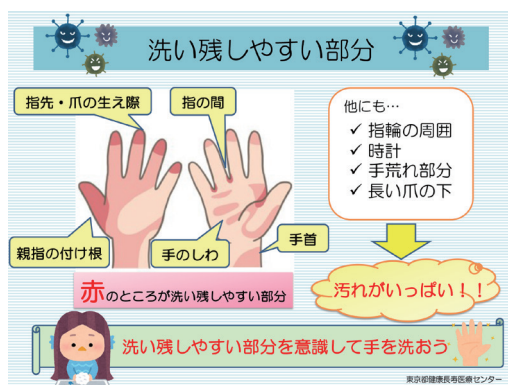 洗い残しやすい部分
指先・爪の生え際
指の間
親指の付け根
手のしわ
手首
赤のところが洗い残しやすい部分
他にも…
✓ 指輪の周囲
✓ 時計
✓ 手荒れ部分
✓ 長い爪の下
汚れがいっぱい！！
洗い残しやすい部分を意識して手を洗おう
東京都健康長寿医療センター